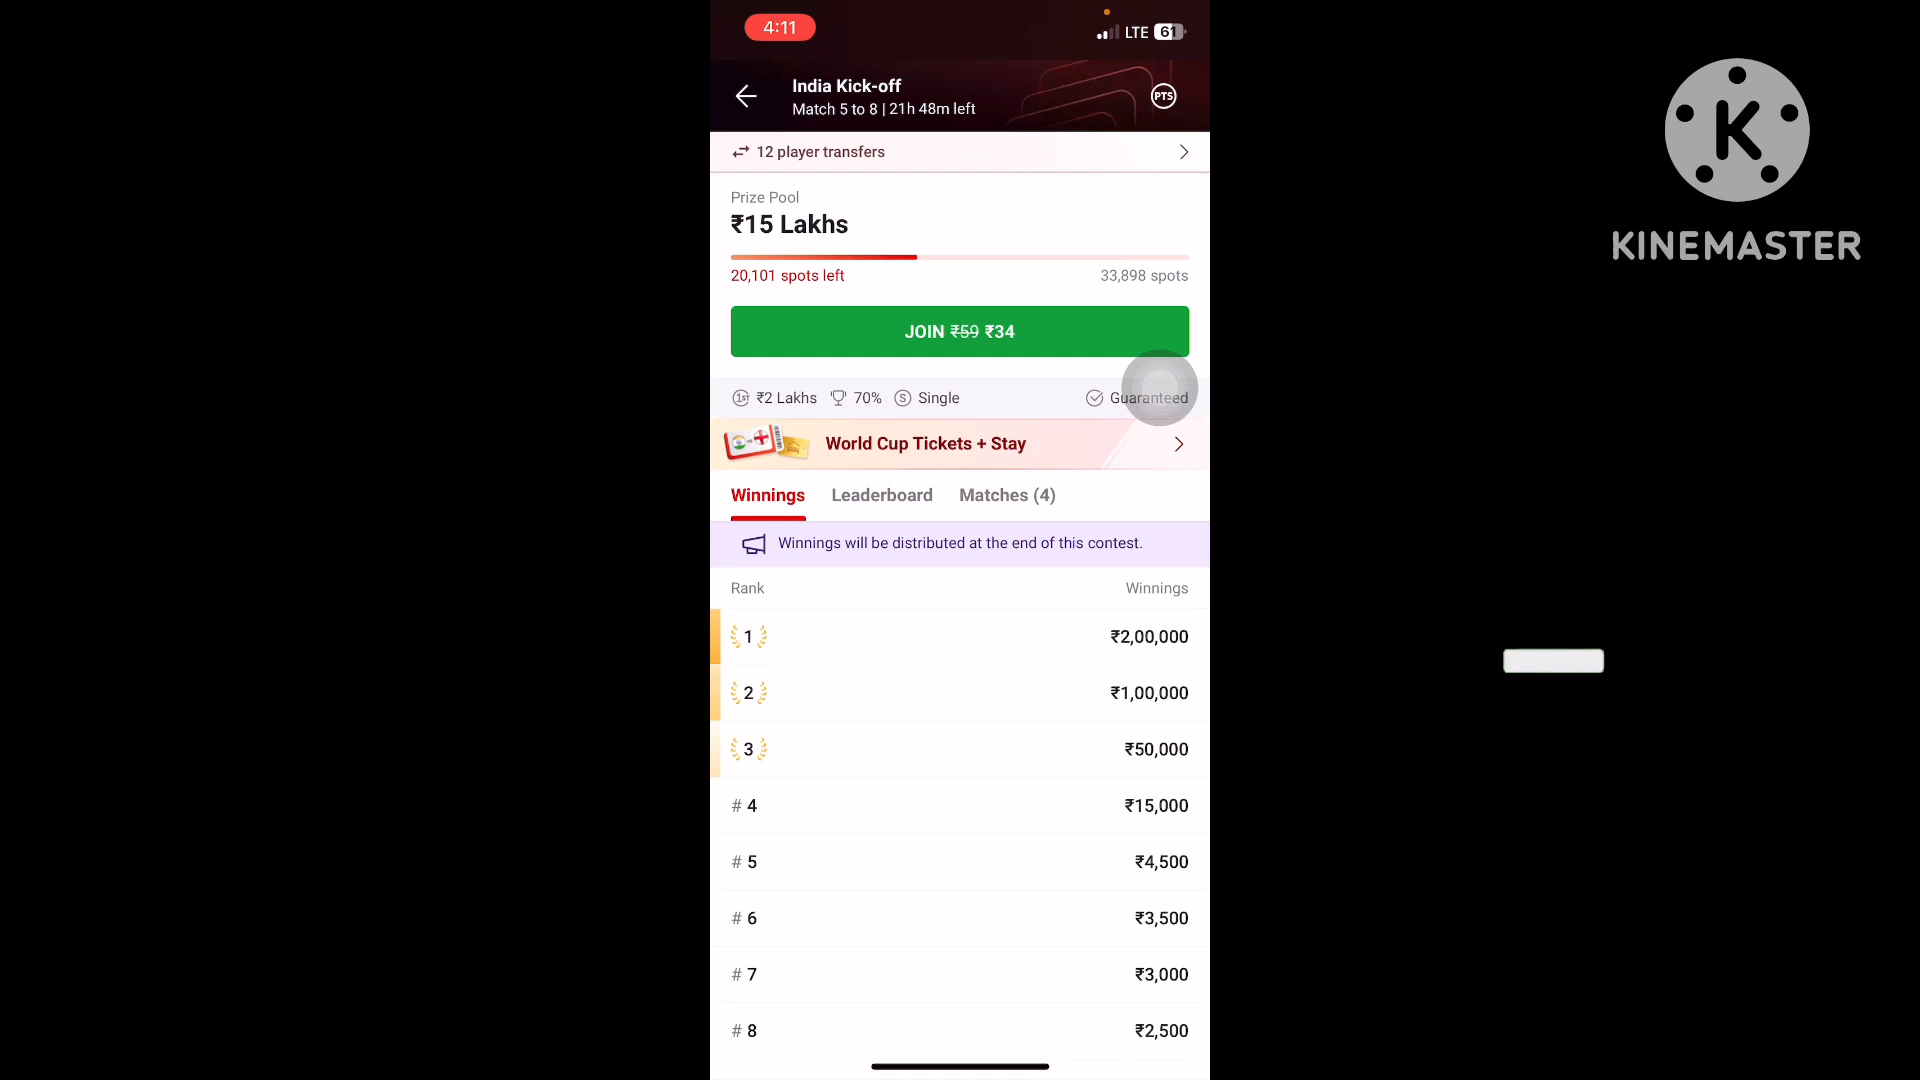 4:11
LTE 61
India Kick-off
Match 5 to 8 | 21h 48m left
PTS
12 player transfers
Prize Pool
₹15 Lakhs
20,101 spots left
33,898 spots
JOIN ₹59 ₹34
1ST ₹2 Lakhs 70% S Single
Guaranteed
World Cup Tickets + Stay
Winnings Leaderboard Matches (4)
Winnings will be distributed at the end of this contest.
Rank Winnings
1 ₹2,00,000
2 ₹1,00,000
3 ₹50,000
# 4 ₹15,000
# 5 ₹4,500
# 6 ₹3,500
# 7 ₹3,000
# 8 ₹2,500
K
KINEMASTER